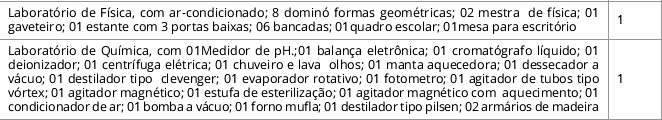 Laboratório de Física, com ar-condicionado; 8 dominó formas geométricas; 02 mestra de física; 01
gaveteiro; 01 estante com 3 portas baixas; 06 bancadas; 01quadro escolar; 01mesa para escritório
1
Laboratório de Química, com 01Medidor de pH.;01 balança eletrônica; 01 cromatógrafo líquido; 01
deionizador; 01 centrífuga elétrica; 01 chuveiro e lava olhos; 01 manta aquecedora; 01 dessecador a
vácuo; 01 destilador tipo clevenger; 01 evaporador rotativo; 01 fotometro; 01 agitador de tubos tipo
vórtex; 01 agitador magnético; 01 estufa de esterilização; 01 agitador magnético com aquecimento; 01
condicionador de ar; 01 bomba a vácuo; 01 forno mufla; 01 destilador tipo pilsen; 02 armários de madeira
1